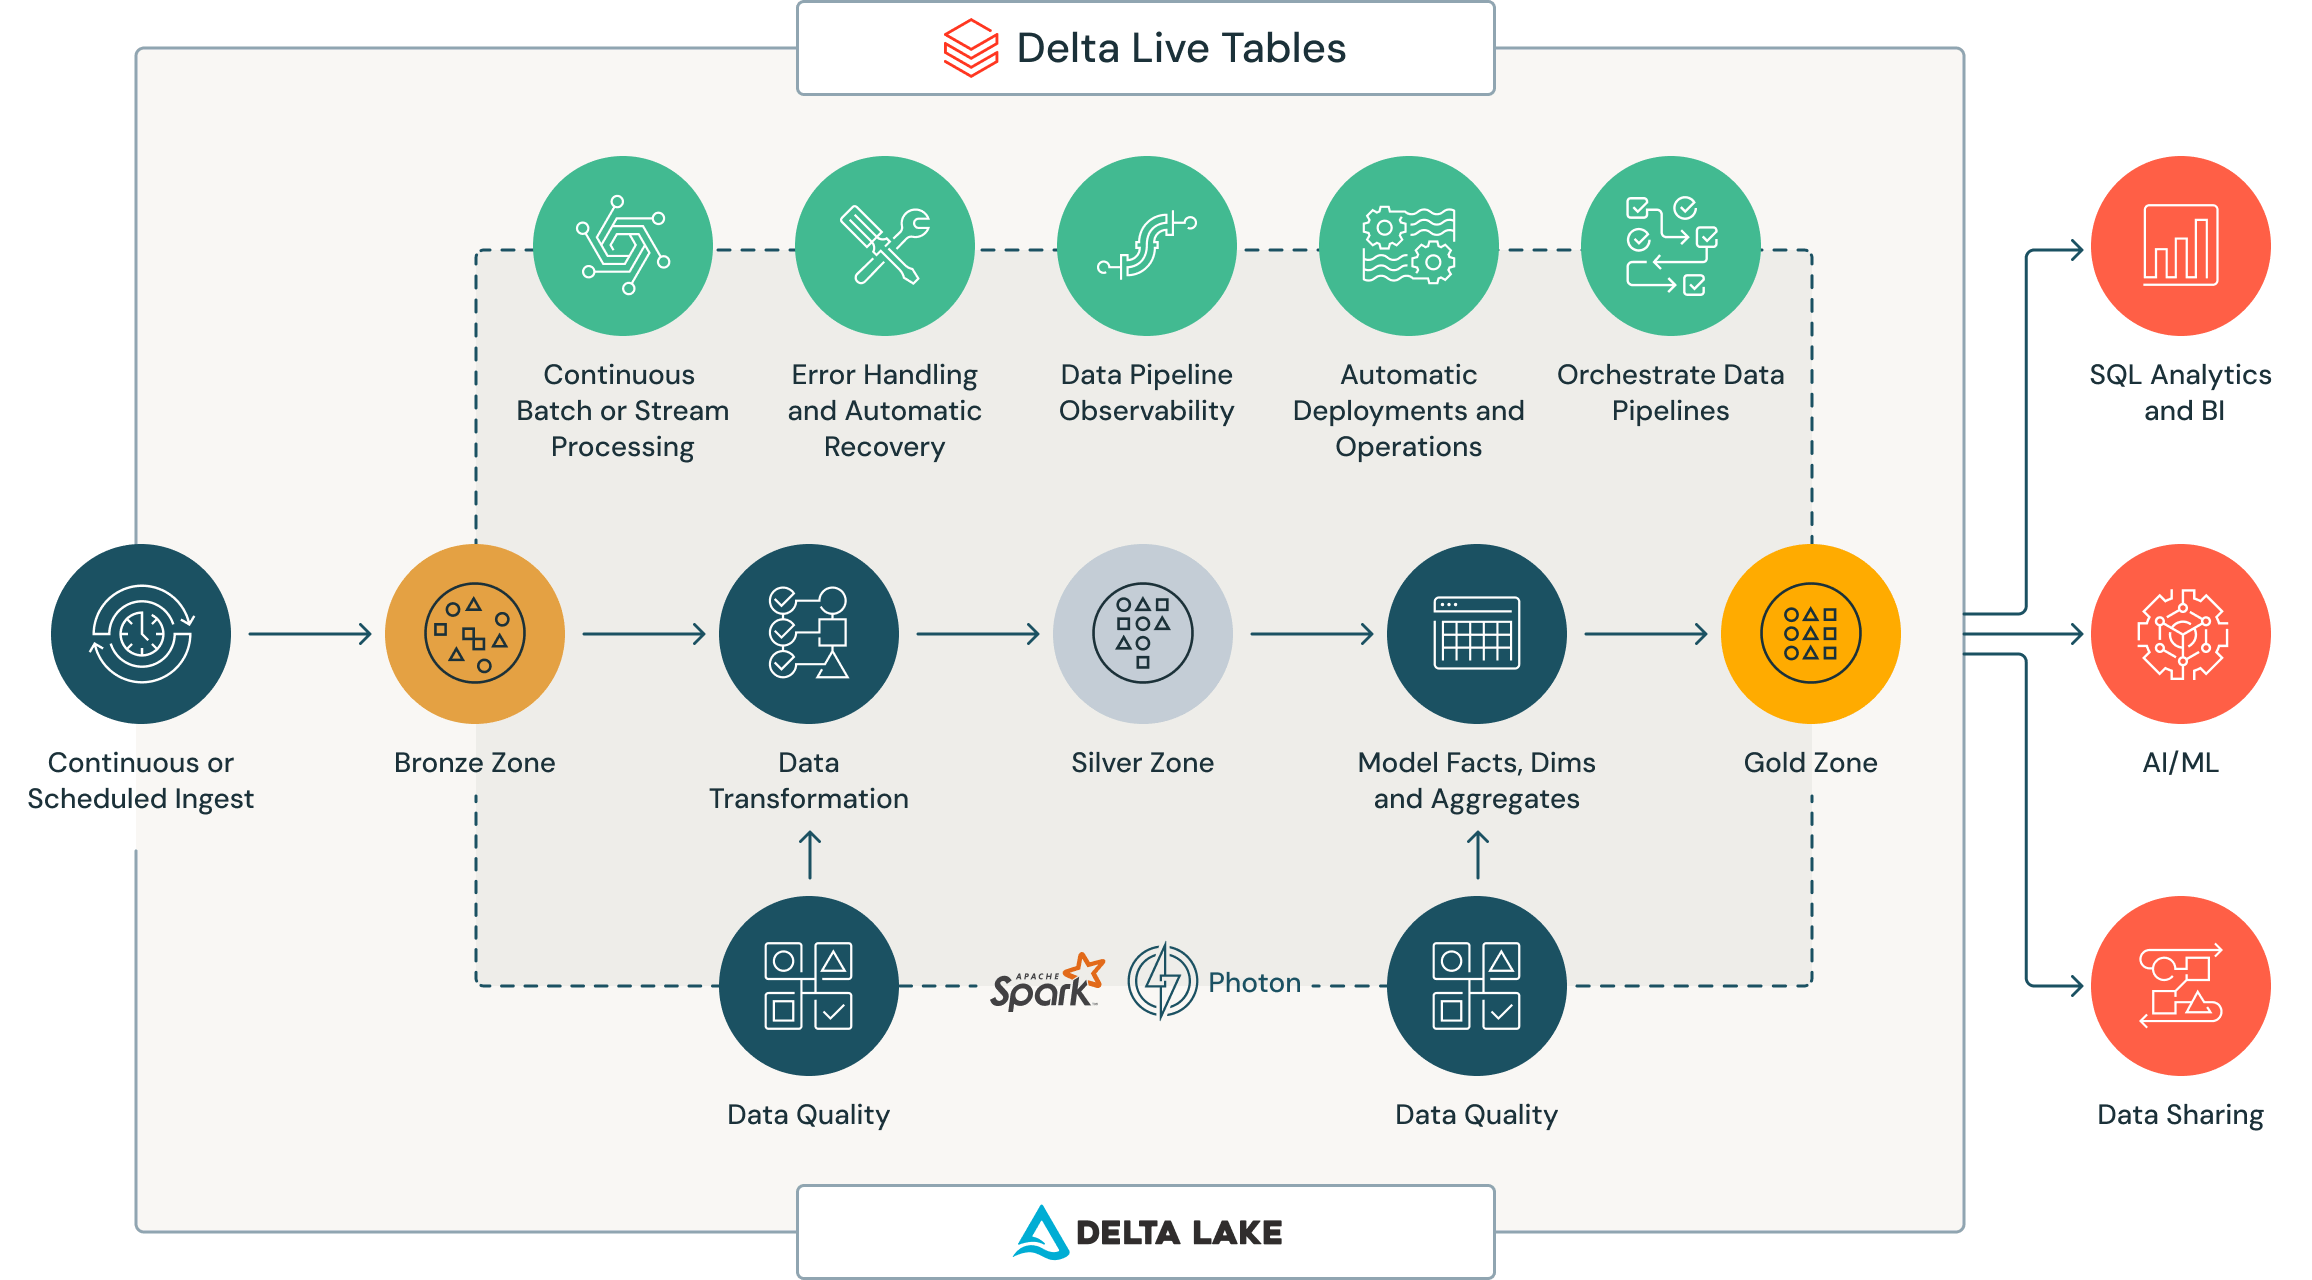 Delta Live Tables
Continuous
Batch or Stream
Processing
Error Handling
and Automatic
Recovery
Data Pipeline
Observability
Automatic
Deployments and
Operations
Orchestrate Data
Pipelines
SQL Analytics
and BI
Continuous or
Scheduled Ingest
Bronze Zone
Data
Transformation
Silver Zone
Model Facts, Dims
and Aggregates
Gold Zone
AI/ML
APACHE
Spark
Photon
Data Quality
Data Quality
Data Sharing
DELTA LAKE